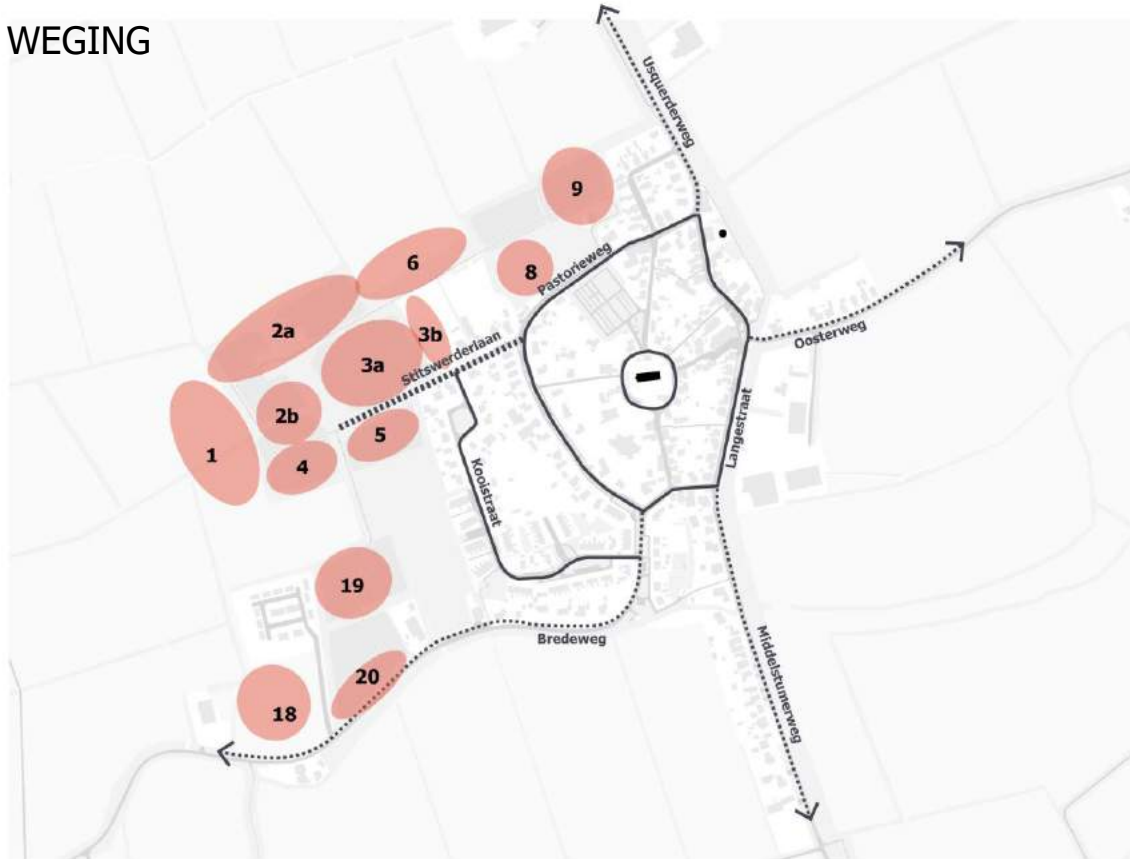 WEGING
Usquerderweg
9
6
8
Pastorieweg
2a
3b
Oosterweg
3a
Stitswerderlaan
2b
5
1
4
Langestraat
Kooistraat
19
Bredeweg
Middelstumerweg
20
18